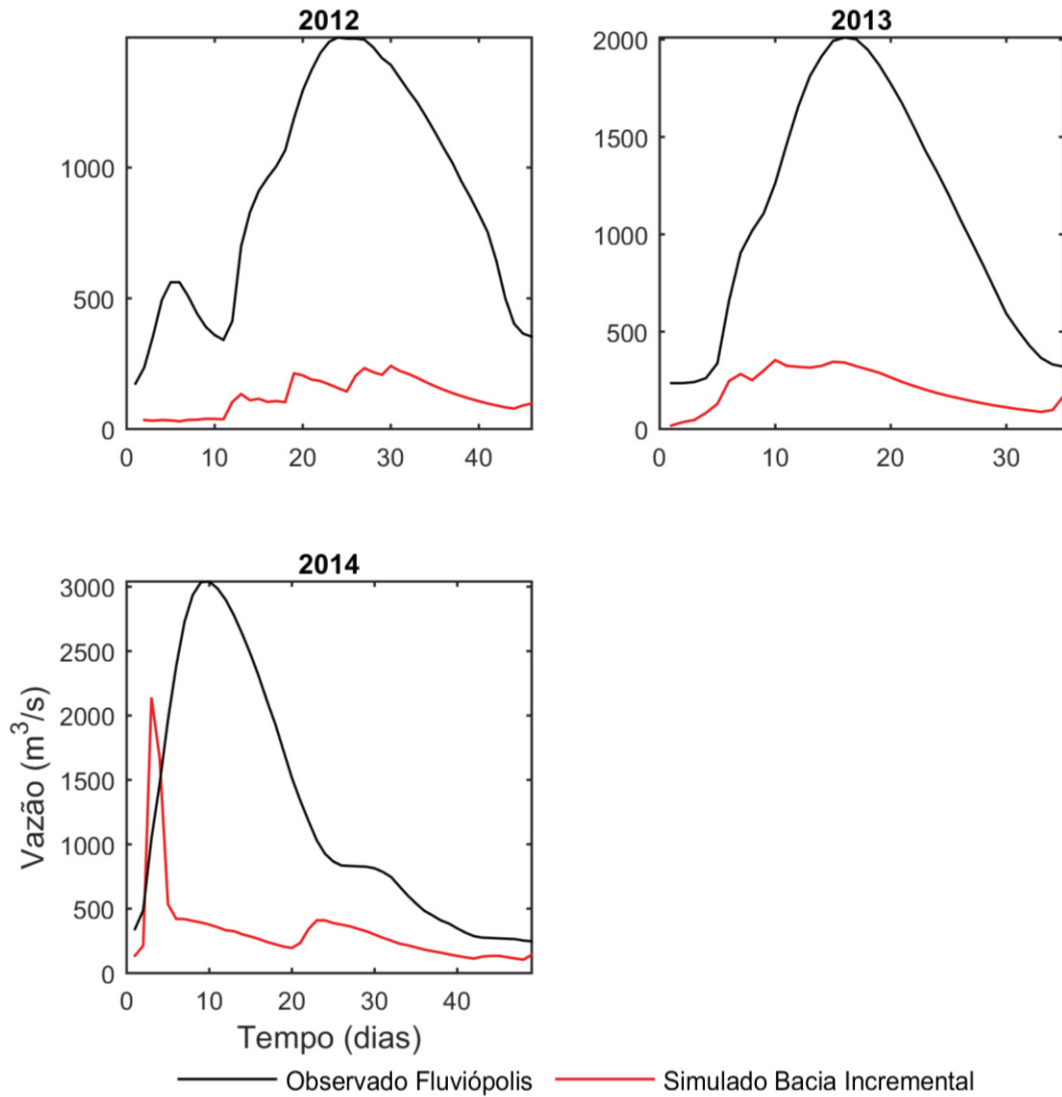 2012
1000
500
0
0 10 20 30 40
2013
2000
1500
1000
500
0
0 10 20 30
2014
3000
2500
2000
1500
1000
500
0
0 10 20 30 40
Vazão (m³/s)
Tempo (dias)
Observado Fluviópolis
Simulado Bacia Incremental